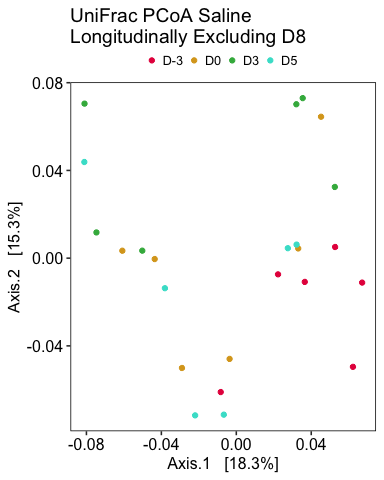 UniFrac PCoA Saline
Longitudinally Excluding D8
D-3 D0 D3 D5
0.08
0.04
0.00
-0.04
Axis.2 [15.3%]
-0.08 -0.04 0.00 0.04
Axis.1 [18.3%]